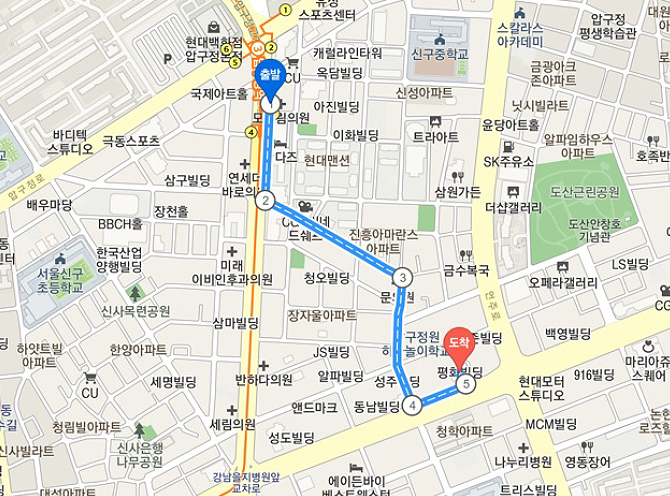 유성
스포츠센터
현대백화점
압구정본점
6
5
1
2
3
CU
출발
캐럴라인타워
옥담빌딩
신구중학교
스칼라스
아카데미
압구정
평생학습관
국제아트홀
금광아크
존아파트
아진빌딩
신성아파트
넛시빌라트
의원
4
이화빌딩
트라아트
윤당아트홀
바디텍
스튜디오
극동스포츠
다즈
현대맨션
SK주유소
알파임하우스
아파트
호족반
압구정로
삼구빌딩
연세
바로
2
삼원가든
도산근린공원
배우마당
장천홀
BBCH홀
더샵갤러리
도산안창호
기념관
진흥아마란스
아파트
한국산업
양행빌딩
미래
이비인후과의원
3
청오빌딩
금수복국
LS빌딩
서울신구
초등학교
오페라갤러리
신사목련공원
언주로
장자울아파트
삼마빌딩
구정원
놀이학교
도착
백영빌딩
하얏트빌
아파트
한양아파트
JS빌딩
마리아쥬
스퀘어
CU
세명빌딩
반하다의원
알파빌딩
성주
평화빌딩
5
현대모터
스튜디오
916빌딩
앤드마크
동남빌딩
4
세림의원
청림빌아파트
성도빌딩
청학아파트
MCM빌딩
신사은행
나무공원
나누리병원
영동장어
강남을지병원앞
교차로
에이든바이
베스트웨스턴
트리스빌딩